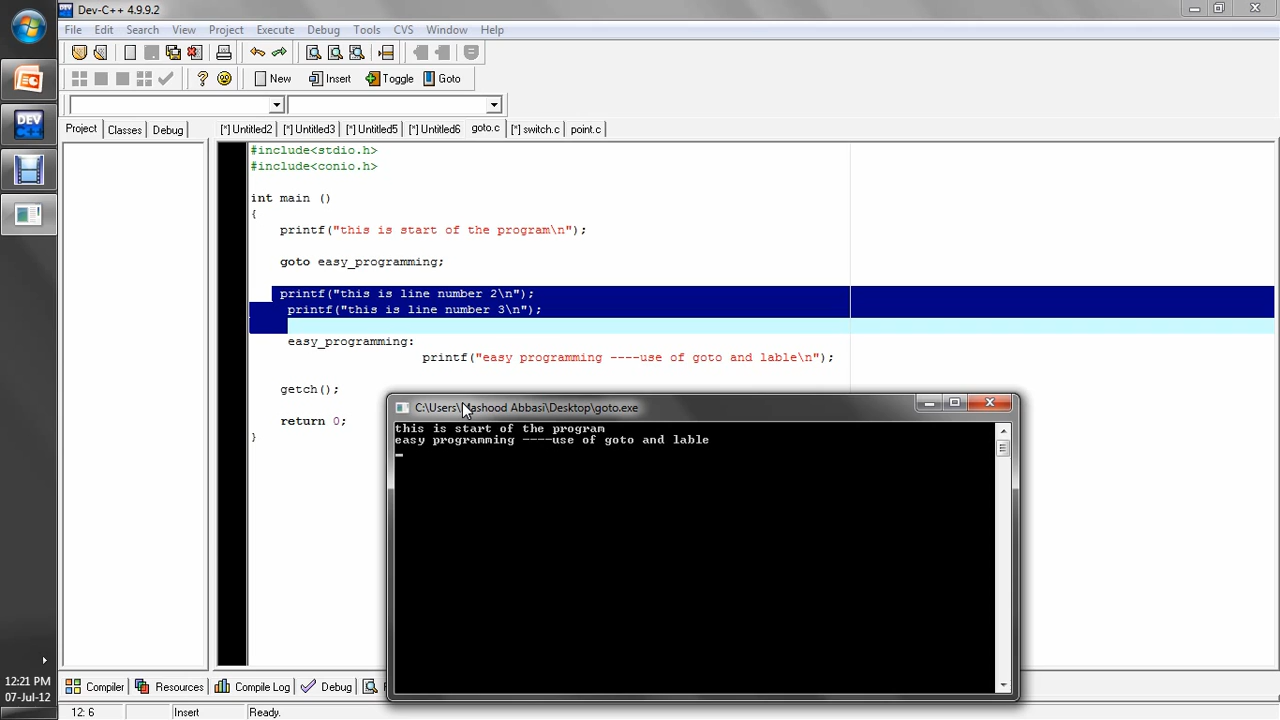 Dev-C++ 4.9.9.2
File Edit Search View Project Execute Debug Tools CVS Window Help
New Insert Toggle Goto
Project Classes Debug
[*] Untitled2 [*] Untitled3 [*] Untitled5 [*] Untitled6 goto.c [*] switch.c point.c
#include<stdio.h>
#include<conio.h>
int main ()
{
printf("this is start of the program\n");
goto easy_programming;
printf("this is line number 2\n");
printf("this is line number 3\n");
easy_programming:
printf("easy programming ----use of goto and lable\n");
getch();
return 0;
}
C:\Users\Mashood Abbasi\Desktop\goto.exe
this is start of the program
easy programming ----use of goto and lable
Compiler Resources Compile Log Debug
12: 6 Insert Ready.
DEV
C++
12:21 PM
07-Jul-12